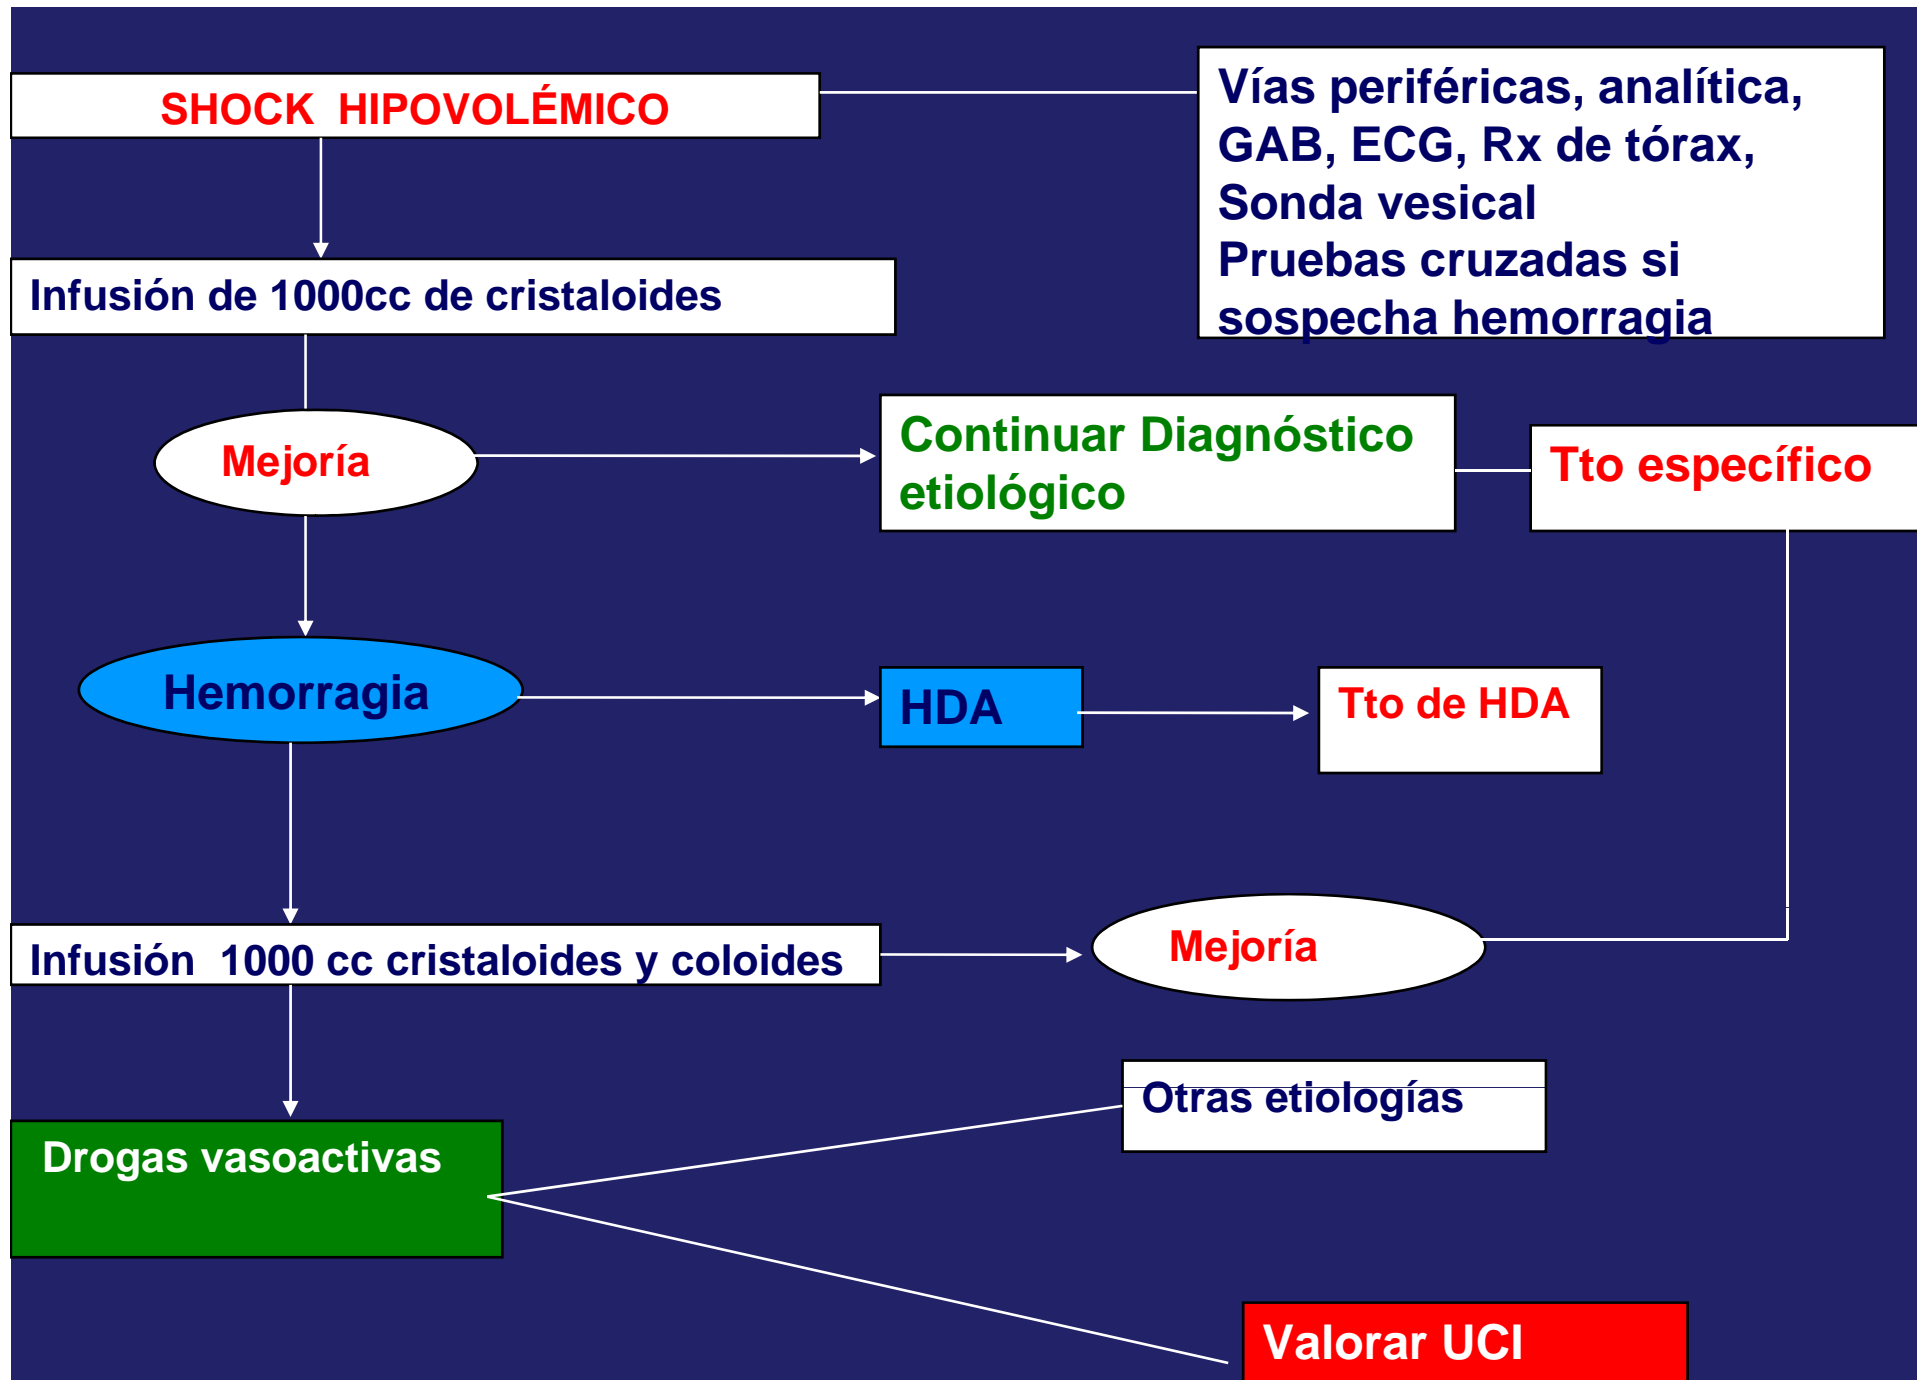 SHOCK HIPOVOLÉMICO
Vías periféricas, analítica,
GAB, ECG, Rx de tórax,
Sonda vesical
Pruebas cruzadas si
sospecha hemorragia
Infusión de 1000cc de cristaloides
Mejoría
Continuar Diagnóstico
etiológico
Tto específico
Hemorragia
HDA
Tto de HDA
Infusión 1000 cc cristaloides y coloides
Mejoría
Otras etiologías
Drogas vasoactivas
Valorar UCI